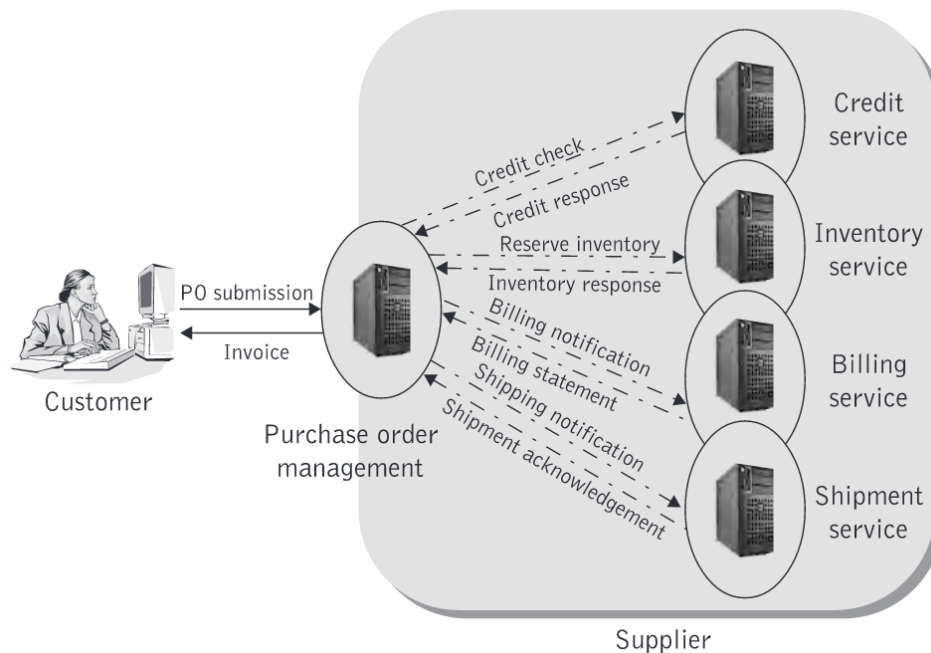 Credit
service
Credit check
Credit response
Reserve inventory
Inventory
service
Inventory response
PO submission
Invoice
Billing notification
Billing statement
Billing
service
Customer
Shipping notification
Shipment acknowledgement
Purchase order
management
Shipment
service
Supplier